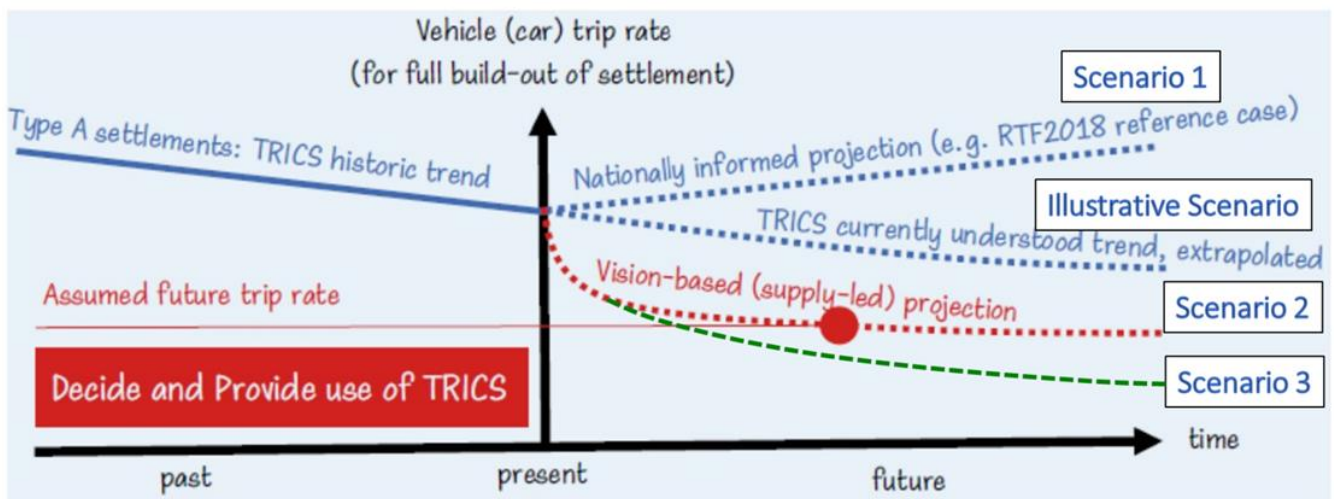 Vehicle (car) trip rate
(for full build-out of settlement)
Scenario 1
Type A settlements: TRICS historic trend
Nationally informed projection (e.g. RTF2018 reference case)
Illustrative Scenario
TRICS currently understood trend, extrapolated
Vision-based (supply-led) projection
Assumed future trip rate
Scenario 2
Decide and Provide use of TRICS
Scenario 3
time
past
present
future